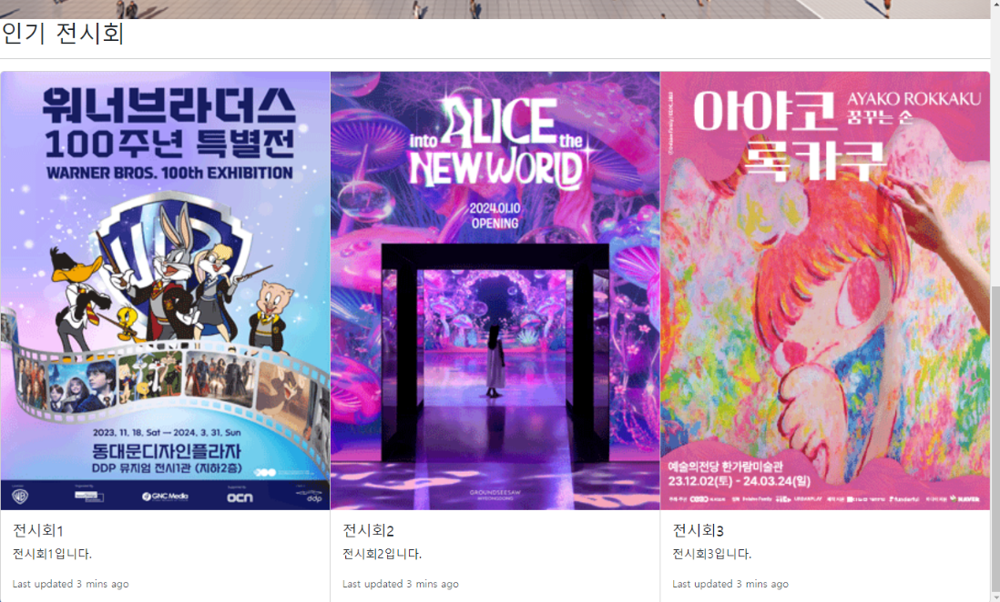 인기 전시회
워너브라더스
100주년 특별전
WARNER BROS. 100th EXHIBITION
2023. 11. 18. Sat — 2024. 3. 31. Sun
동대문디자인플라자
DDP 뮤지엄 전시1관 (지하2층)
GNC Media
OCN
ddp
into ALICE the
NEW WORLD
2024.01.10
OPENING
GROUNDSEESAW
MYEONGDONG
아야코
록카쿠
AYAKO ROKKAKU
꿈꾸는 손
예술의전당 한가람미술관
23.12.02(토) - 24.03.24(일)
URBANPLAY
NAVER
전시회1
전시회1입니다.
Last updated 3 mins ago
전시회2
전시회2입니다.
Last updated 3 mins ago
전시회3
전시회3입니다.
Last updated 3 mins ago